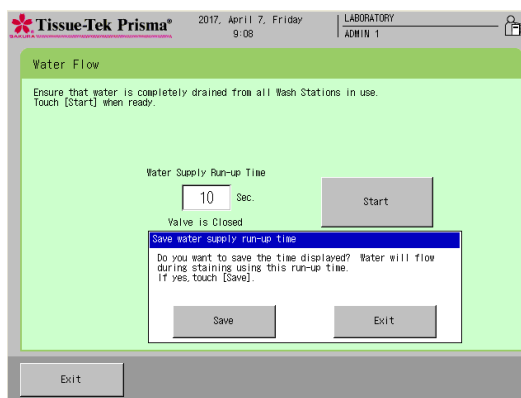 SAKURA Tissue-Tek Prisma®
2017, April 7, Friday
9:08
LABORATORY
ADMIN 1
Water Flow
Ensure that water is completely drained from all Wash Stations in use.
Touch [Start] when ready.
Water Supply Run-up Time
10 Sec.
Start
Valve is Closed
Save water supply run-up time
Do you want to save the time displayed? Water will flow
during staining using this run-up time.
If yes,touch [Save].
Save
Exit
Exit